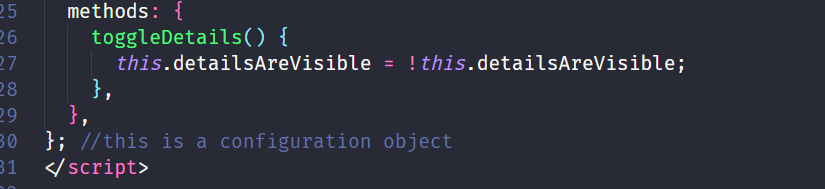 25 methods: {
26 toggleDetails() {
27 this.detailsAreVisible = !this.detailsAreVisible;
28 },
29 },
30 }; //this is a configuration object
31 </script>